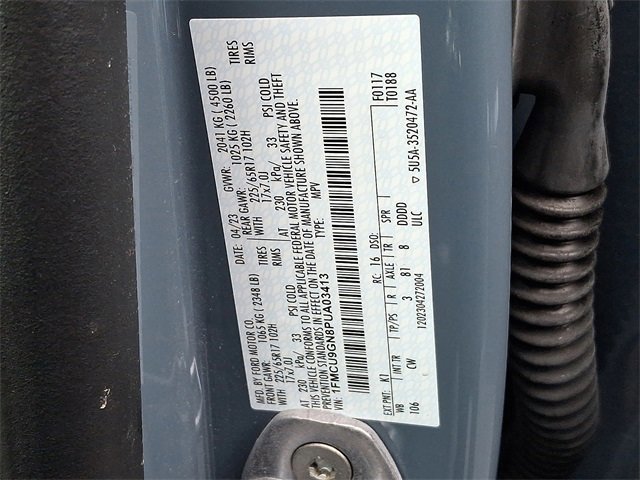 MFD. BY FORD MOTOR CO.
DATE: 04/23 GVWR: 2041 KG ( 4500 LB)
FRONT GAWR: 1065 KG ( 2348 LB) REAR GAWR: 1025 KG ( 2260 LB)
WITH 225/65R17 102H TIRES WITH 225/65R17 102H TIRES
17x7.0J RIMS 17x7.0J RIMS
AT 230 kPa/ 33 PSI COLD AT 230 kPa/ 33 PSI COLD
THIS VEHICLE CONFORMS TO ALL APPLICABLE FEDERAL MOTOR VEHICLE SAFETY AND THEFT
PREVENTION STANDARDS IN EFFECT ON THE DATE OF MANUFACTURE SHOWN ABOVE.
VIN: 1FMCU9GN8PUA03413 TYPE: MPV
F0117
T0188
EXT PNT: K1 RC: 16 DSO:
WB INT TR TP/PS R AXLE TR SPR
106 CW 3 81 8 DDDD
1202304272004 ULC
5U5A-3520472-AA